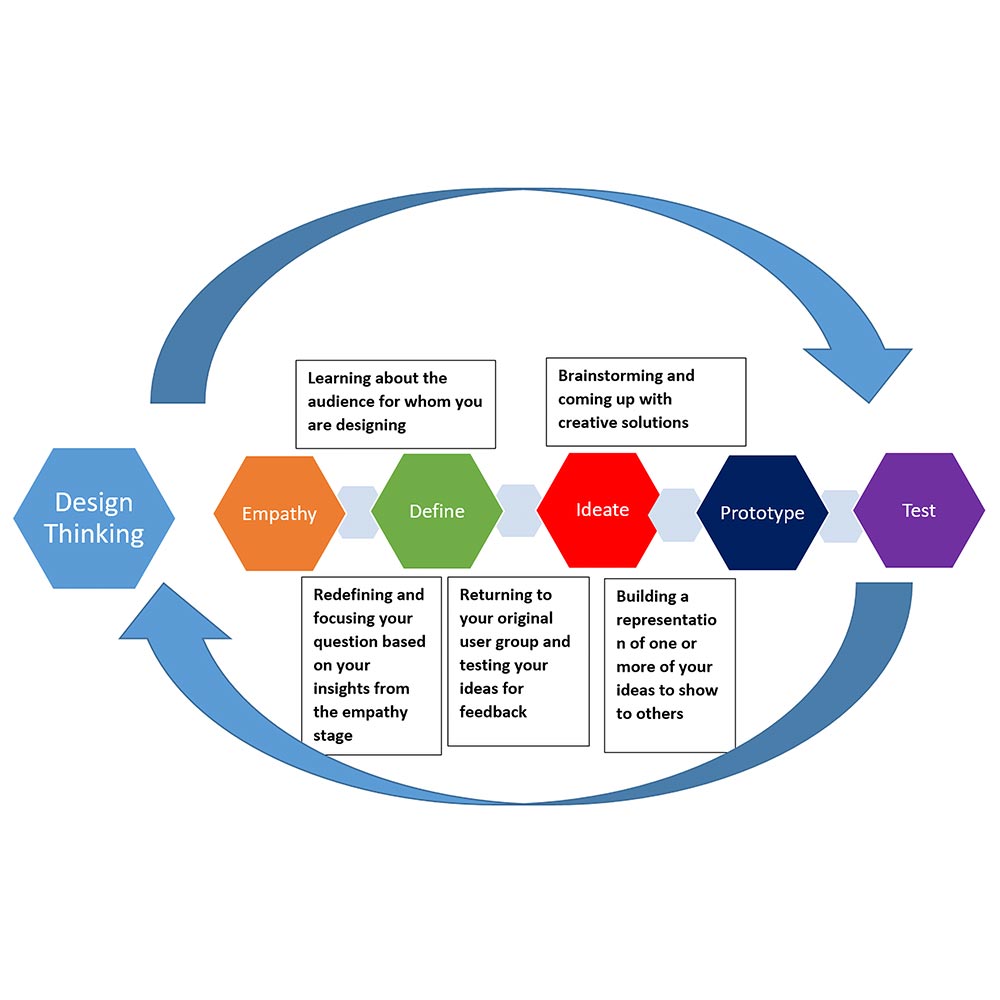 Learning about the
audience for whom you
are designing
Brainstorming and
coming up with
creative solutions
Design
Thinking
Empathy
Define
Ideate
Prototype
Test
Redefining and
focusing your
question based
on your
insights from
the empathy
stage
Returning to
your original
user group and
testing your
ideas for
feedback
Building a
representatio
n of one or
more of your
ideas to show
to others